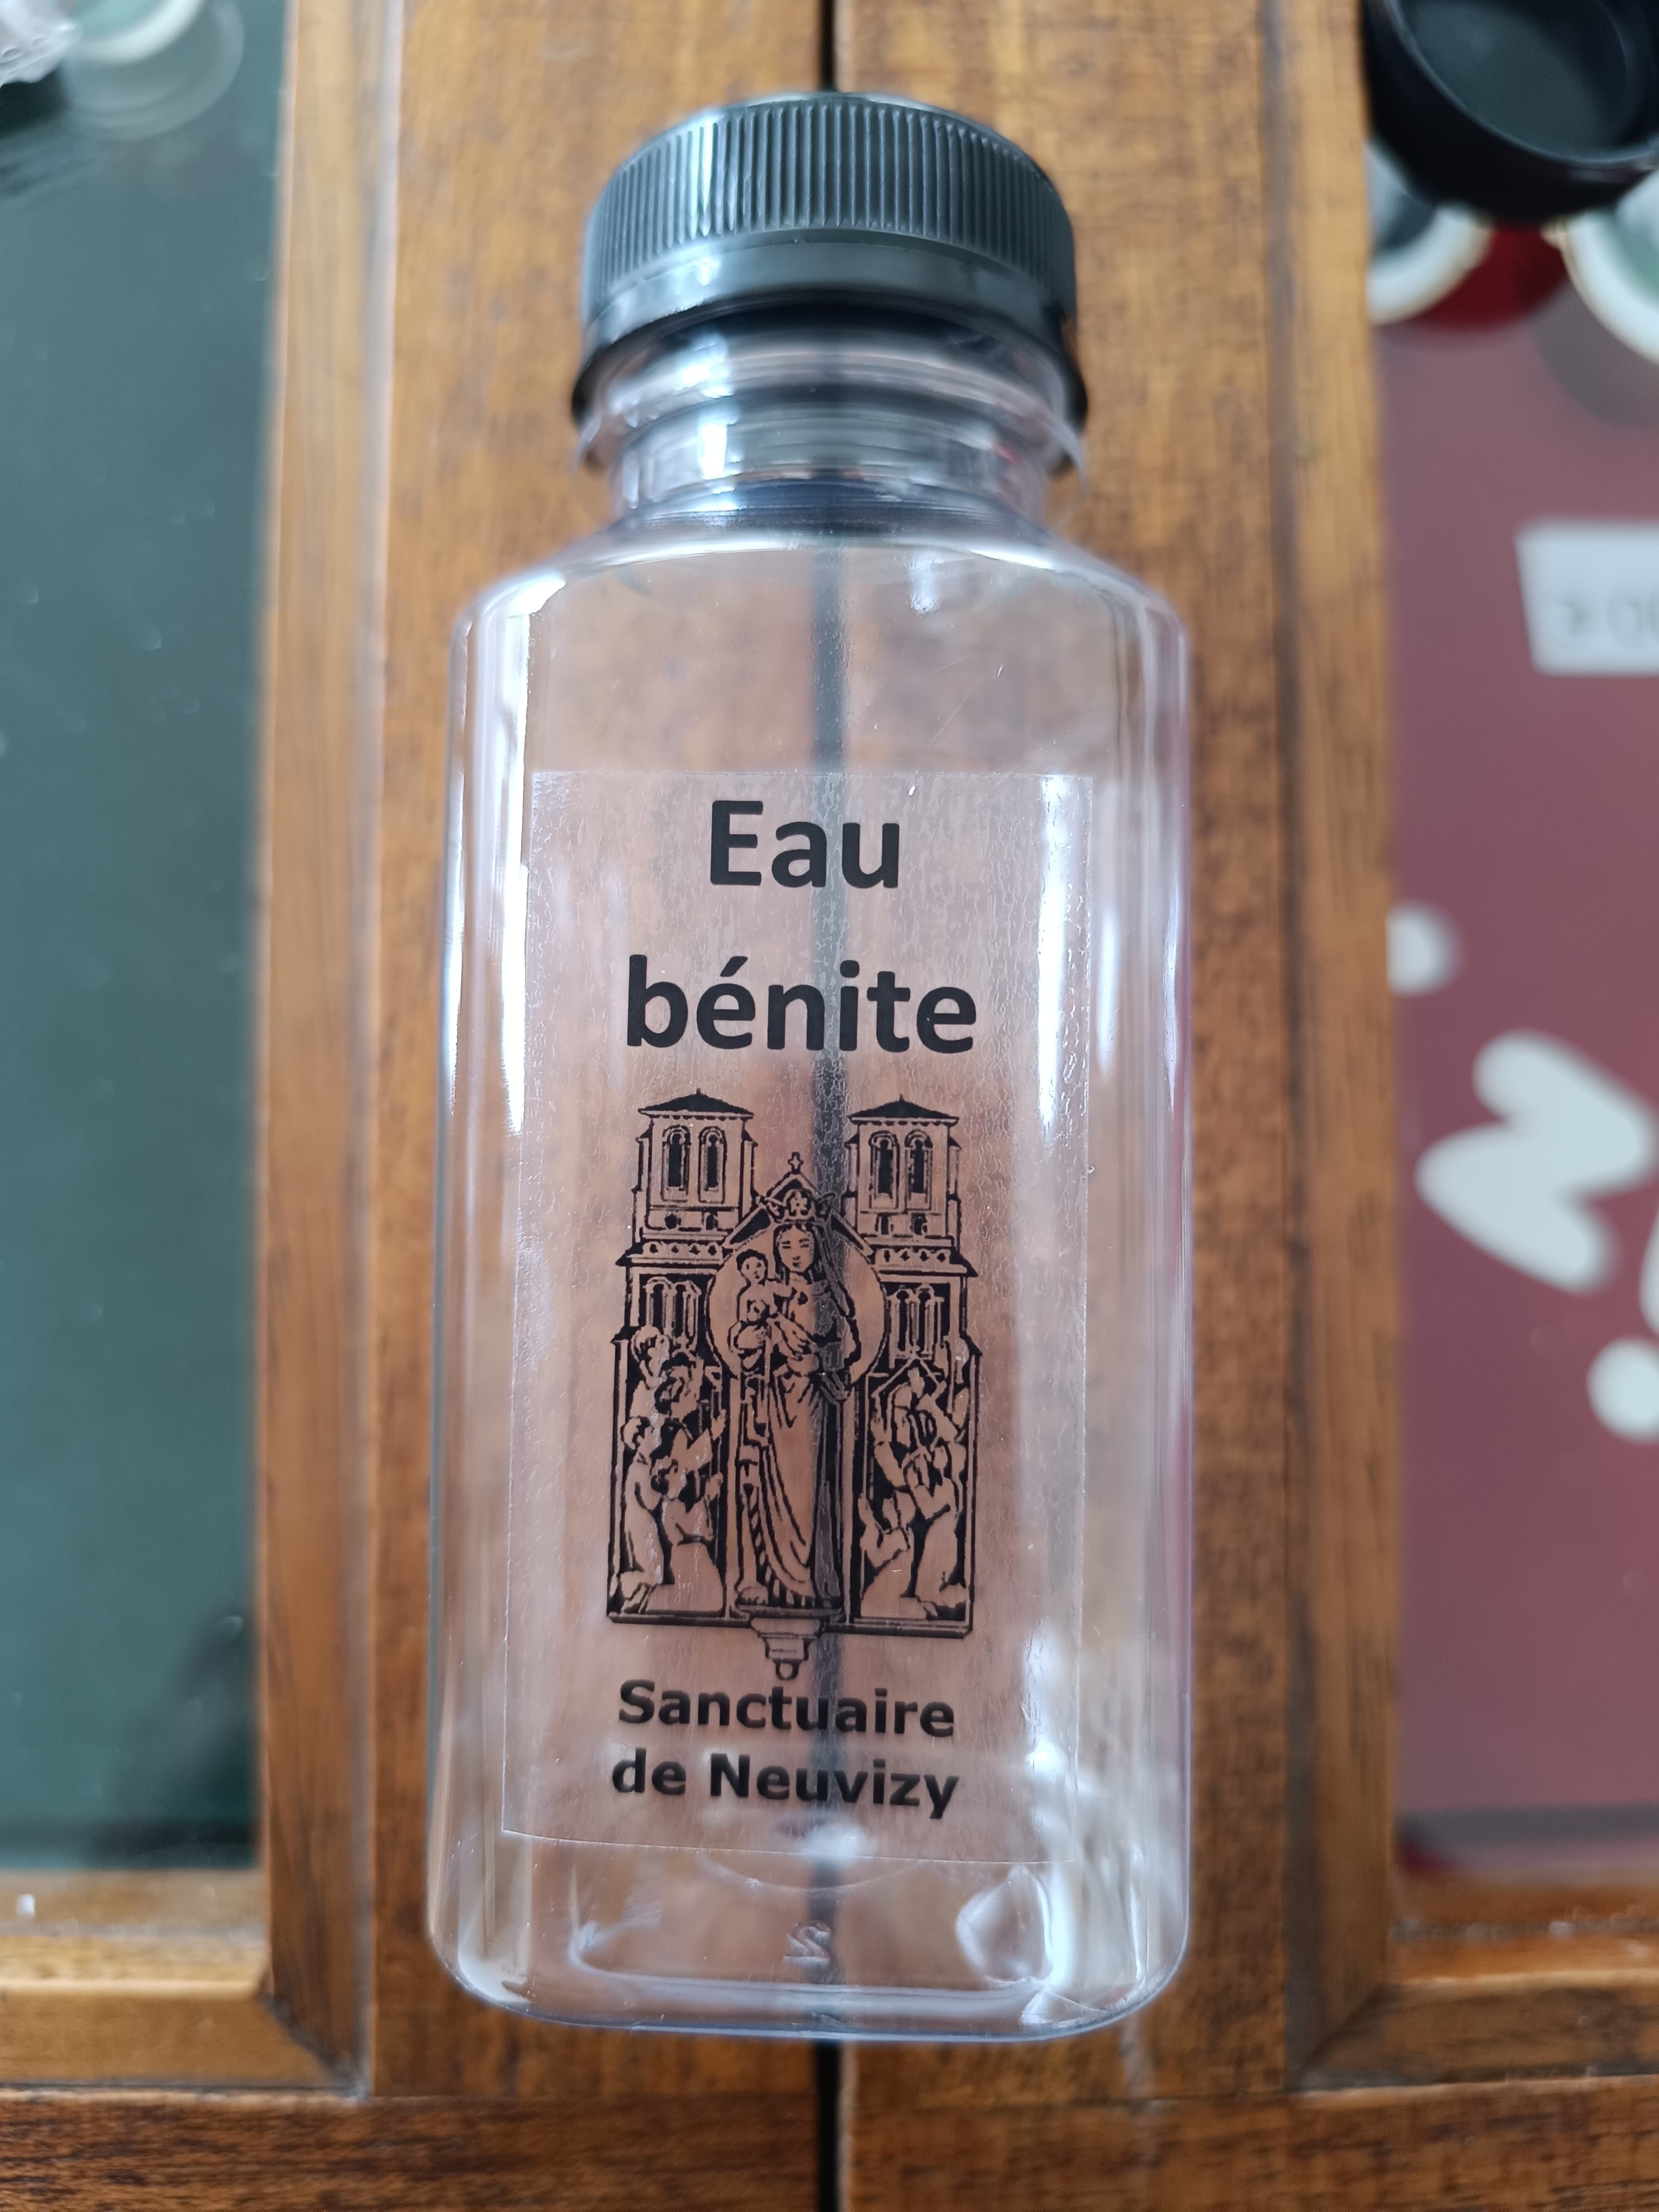 Eau
bénite
Sanctuaire
de Neuvizy